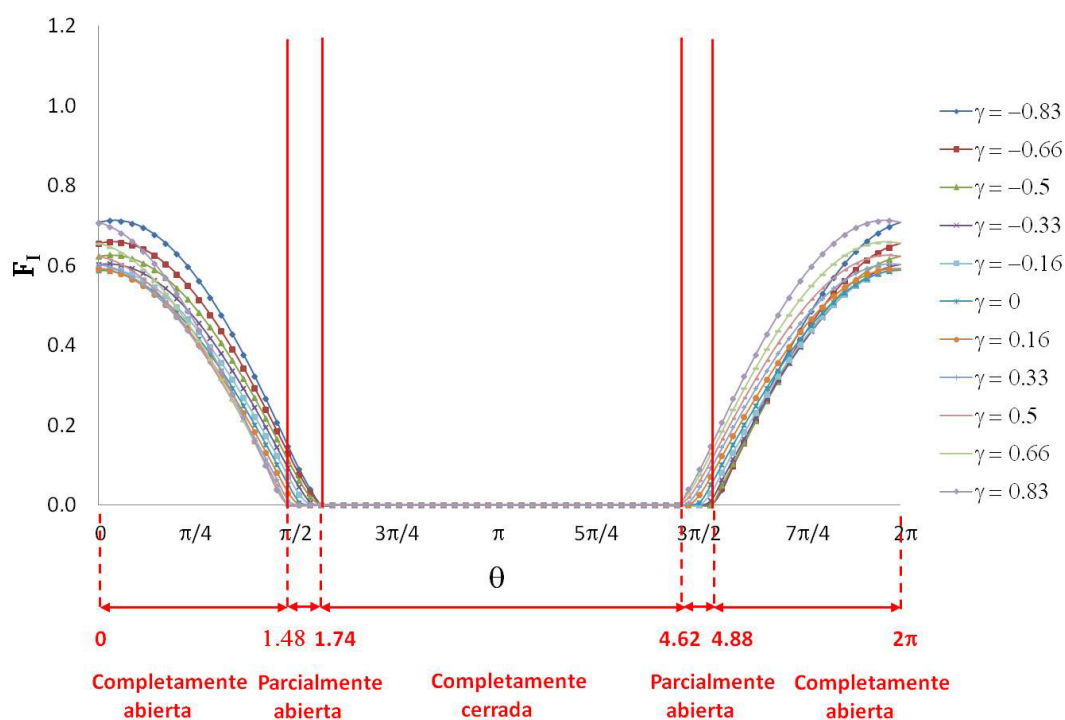 1.2
1.0
0.8
0.6
0.4
0.2
0.0
F_I
0 π/4 π/2 3π/4 π 5π/4 3π/2 7π/4 2π
θ
γ = −0.83
γ = −0.66
γ = −0.5
γ = −0.33
γ = −0.16
γ = 0
γ = 0.16
γ = 0.33
γ = 0.5
γ = 0.66
γ = 0.83
0 1.48 1.74 4.62 4.88 2π
Completamente abierta
Parcialmente abierta
Completamente cerrada
Parcialmente abierta
Completamente abierta